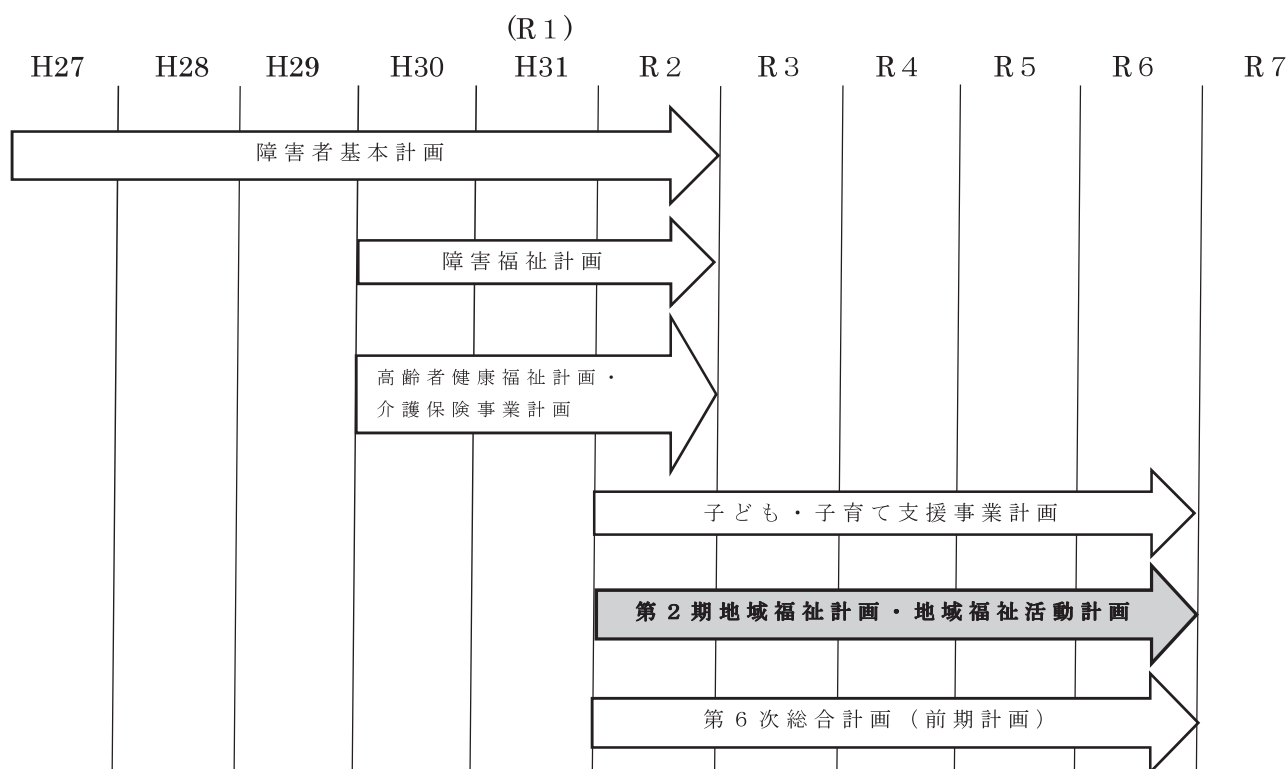 (R1)
H27 H28 H29 H30 H31 R2 R3 R4 R5 R6 R7
障害者基本計画
障害福祉計画
高齢者健康福祉計画・
介護保険事業計画
子ども・子育て支援事業計画
第2期地域福祉計画・地域福祉活動計画
第6次総合計画（前期計画）